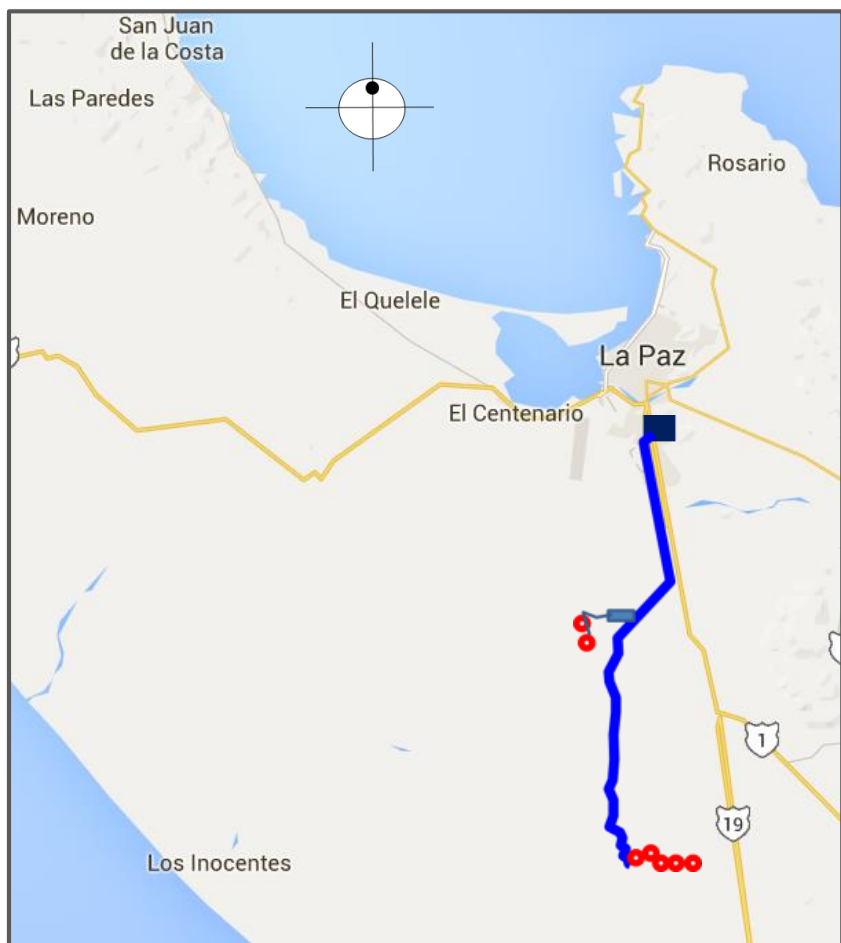 San Juan
de la Costa
Las Paredes
Rosario
Moreno
El Quelele
La Paz
El Centenario
1
19
Los Inocentes